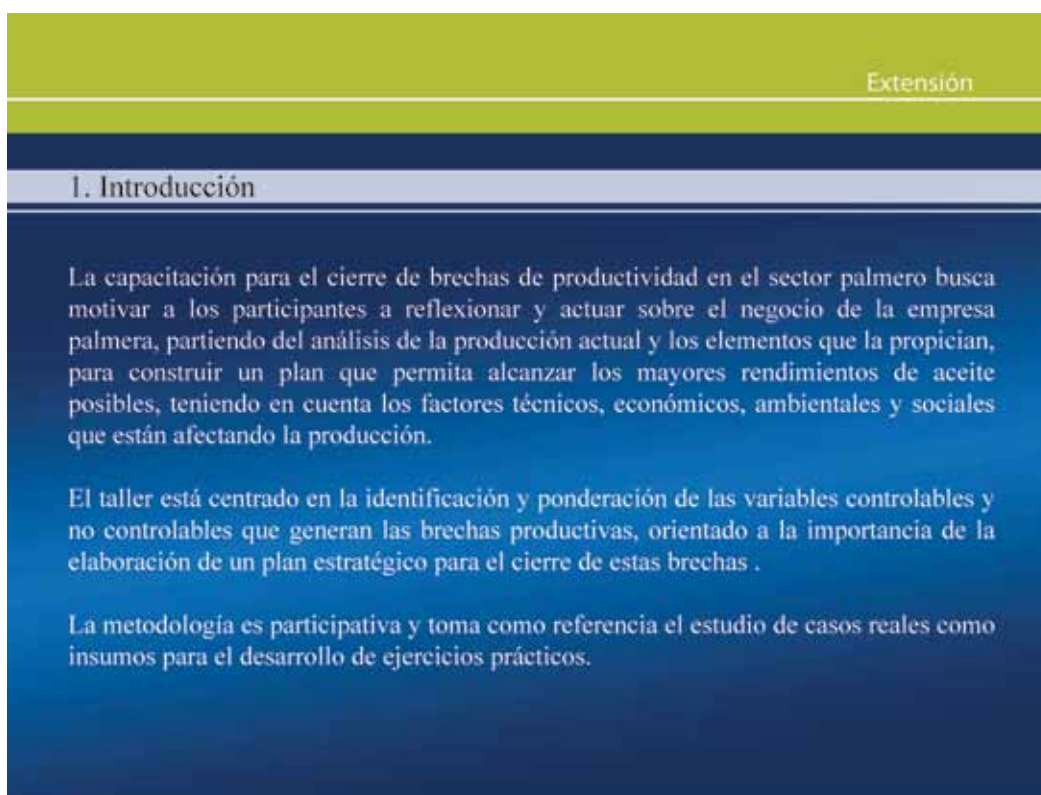 Extensión
1. Introducción
La capacitación para el cierre de brechas de productividad en el sector palmero busca
motivar a los participantes a reflexionar y actuar sobre el negocio de la empresa
palmera, partiendo del análisis de la producción actual y los elementos que la propician,
para construir un plan que permita alcanzar los mayores rendimientos de aceite
posibles, teniendo en cuenta los factores técnicos, económicos, ambientales y sociales
que están afectando la producción.
El taller está centrado en la identificación y ponderación de las variables controlables y
no controlables que generan las brechas productivas, orientado a la importancia de la
elaboración de un plan estratégico para el cierre de estas brechas .
La metodología es participativa y toma como referencia el estudio de casos reales como
insumos para el desarrollo de ejercicios prácticos.